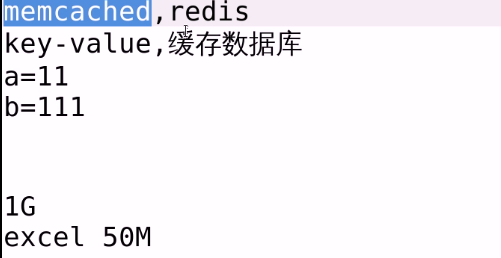 memcached,redis
key-value,缓存数据库
a=11
b=111
1G
excel 50M